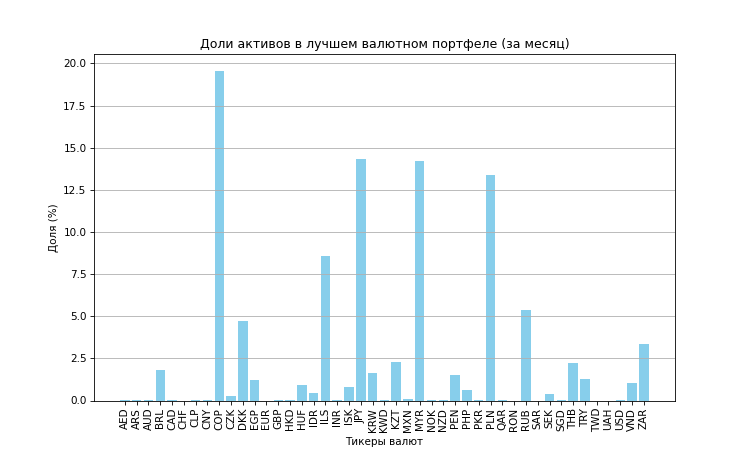 Доли активов в лучшем валютном портфеле (за месяц)
Доля (%)
20.0
17.5
15.0
12.5
10.0
7.5
5.0
2.5
0.0
AED ARS AUD BRL CAD CHF CLP CNY COP CZK DKK EGP EUR GBP HKD HUF IDR ILS INR ISK JPY KRW KWD KZT MXN MYR NOK NZD PEN PHP PKR PLN QAR RON RUB SAR SEK SGD THB TRY TWD UAH USD VND ZAR
Тикеры валют